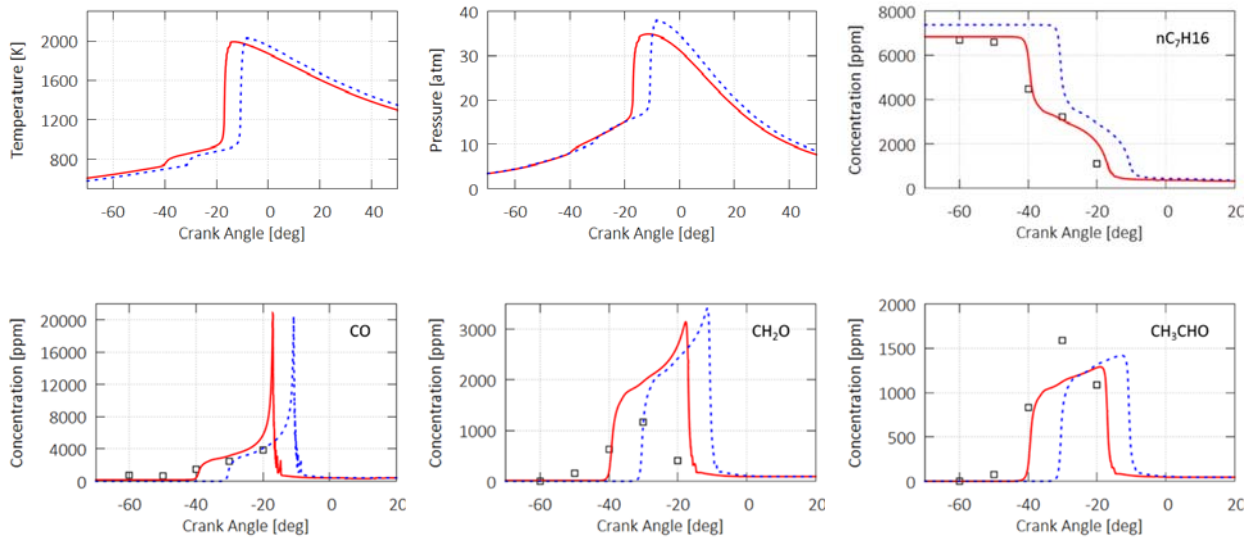 Temperature [K]
2000
1600
1200
800
-60 -40 -20 0 20 40
Crank Angle [deg]
Pressure [atm]
40
30
20
10
0
-60 -40 -20 0 20 40
Crank Angle [deg]
Concentration [ppm]
nC₇H16
8000
6000
4000
2000
0
-60 -40 -20 0 20
Crank Angle [deg]
Concentration [ppm]
CO
20000
16000
12000
8000
4000
0
-60 -40 -20 0 20
Crank Angle [deg]
Concentration [ppm]
CH₂O
3000
2000
1000
0
-60 -40 -20 0 20
Crank Angle [deg]
Concentration [ppm]
CH₃CHO
2000
1500
1000
500
0
-60 -40 -20 0 20
Crank Angle [deg]